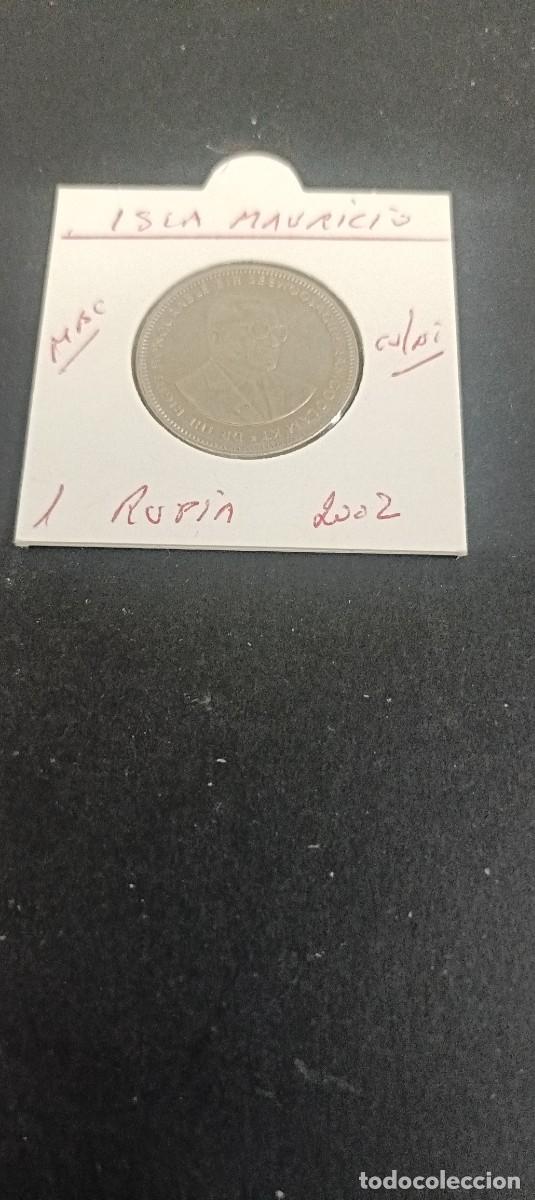 ISLA MAURICIO
MBC
CU/NI
1 RUPIA 2002
todocoleccion